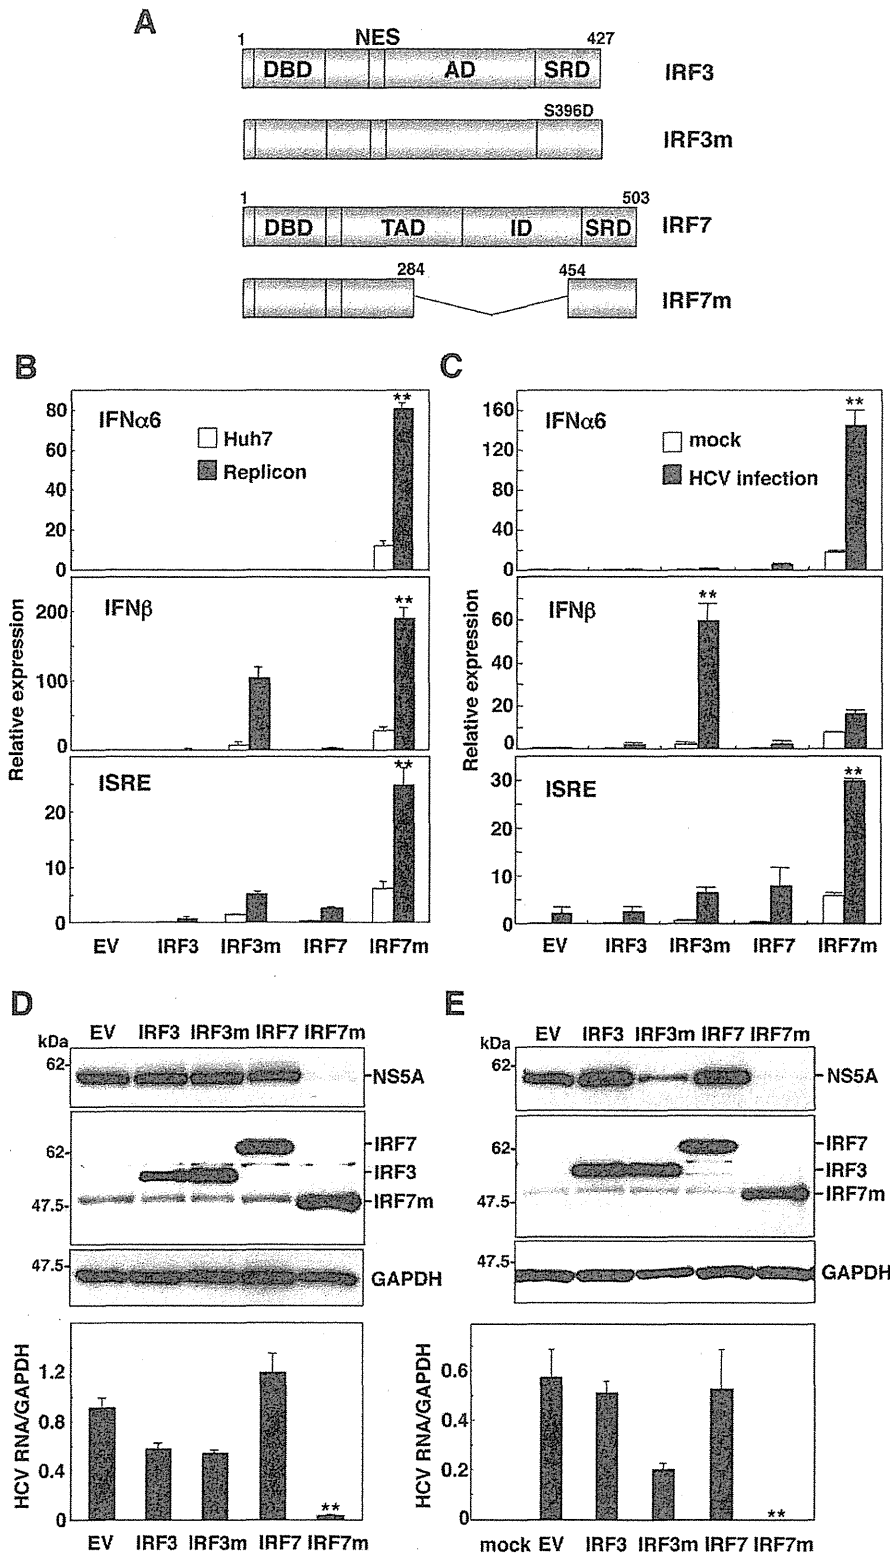 A
1 NES 427
DBD AD SRD IRF3
S396D
IRF3m
1 503
DBD TAD ID SRD IRF7
284 454
IRF7m
B
IFNα6
Huh7
Replicon
**
80
60
40
20
0
IFNβ
**
200
100
0
ISRE
**
20
10
0
Relative expression
EV IRF3 IRF3m IRF7 IRF7m
C
IFNα6
mock
HCV infection
**
160
120
80
40
0
IFNβ
**
60
40
20
0
ISRE
**
30
20
10
0
Relative expression
EV IRF3 IRF3m IRF7 IRF7m
D
EV IRF3 IRF3m IRF7 IRF7m
kDa
62
NS5A
62
47.5
IRF7
IRF3
IRF7m
47.5
GAPDH
HCV RNA/GAPDH
1.2
0.8
0.4
0
**
EV IRF3 IRF3m IRF7 IRF7m
E
EV IRF3 IRF3m IRF7 IRF7m
kDa
62
NS5A
62
47.5
IRF7
IRF3
IRF7m
47.5
GAPDH
HCV RNA/GAPDH
0.6
0.4
0.2
0
**
mock EV IRF3 IRF3m IRF7 IRF7m